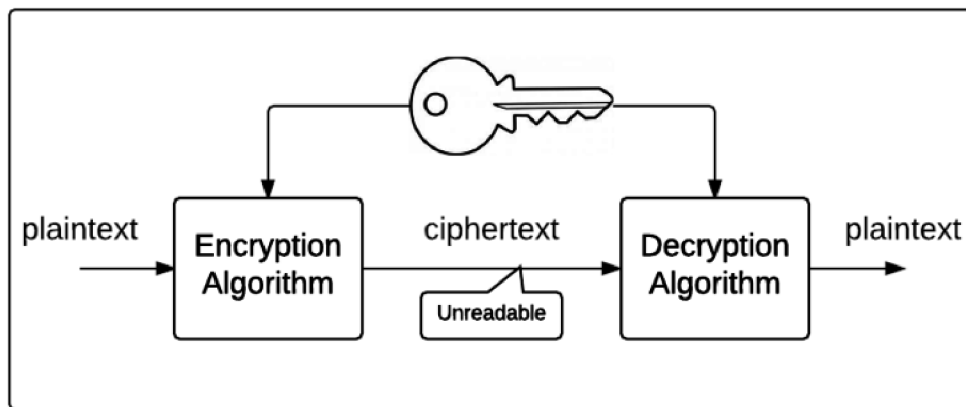 plaintext
Encryption
Algorithm
ciphertext
Unreadable
Decryption
Algorithm
plaintext